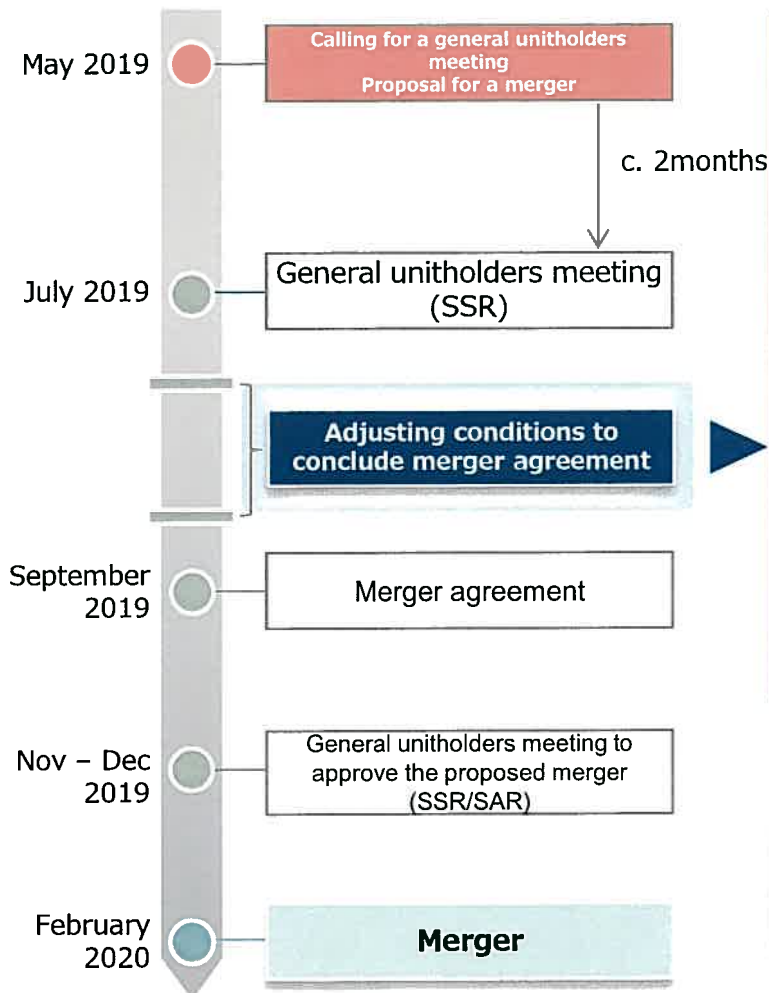 May 2019
Calling for a general unitholders
meeting
Proposal for a merger
c. 2months
July 2019
General unitholders meeting
(SSR)
Adjusting conditions to
conclude merger agreement
September
2019
Merger agreement
Nov – Dec
2019
General unitholders meeting to
approve the proposed merger
(SSR/SAR)
February
2020
Merger